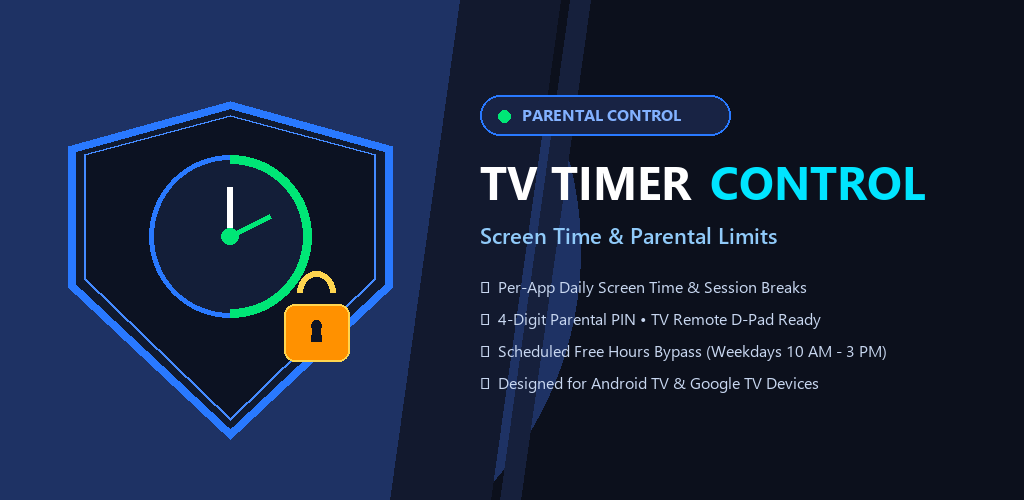 PARENTAL CONTROL
TV TIMER CONTROL
Screen Time & Parental Limits
▯ Per-App Daily Screen Time & Session Breaks
▯ 4-Digit Parental PIN • TV Remote D-Pad Ready
▯ Scheduled Free Hours Bypass (Weekdays 10 AM - 3 PM)
▯ Designed for Android TV & Google TV Devices